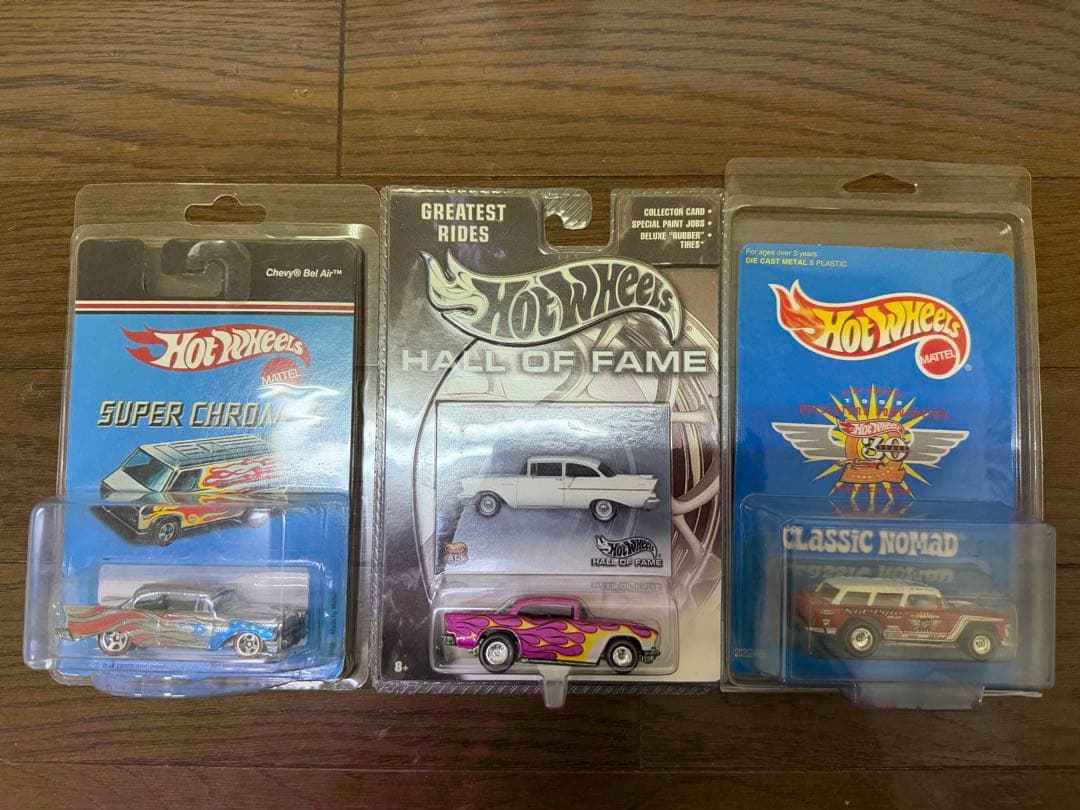 Chevy® Bel Air™
HOT WHEELS
MATTEL
SUPER CHROM
GREATEST
RIDES
COLLECTOR CARD •
SPECIAL PAINT JOBS •
DELUXE "RUBBER" •
TIRES*
HOT WHEELS
HALL OF FAME
HOT WHEELS
HALL OF FAME
8+
For ages over 3 years.
DIE CAST METAL & PLASTIC
HOT WHEELS
MATTEL
®
HOT WHEELS
30
CLASSIC NOMAD